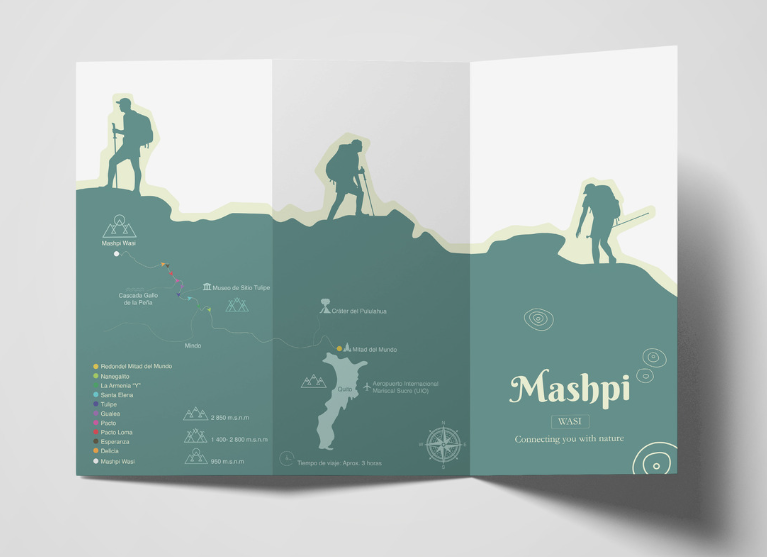 Mashpi Wasi
Cascada Gallo
de la Peña
Museo de Sitio Tulipe
Mindo
Cráter del Pululahua
Mitad del Mundo
Quito
Aeropuerto Internacional
Mariscal Sucre (UIO)
Redondel Mitad del Mundo
Nanegalito
La Armenia "Y"
Santa Elena
Tulipe
Gualea
Pacto
Pacto Loma
Esperanza
Delicia
Mashpi Wasi
2 850 m.s.n.m
1 400- 2 800 m.s.n.m
950 m.s.n.m
Tiempo de viaje: Aprox. 3 horas
Mashpi
WASI
Connecting you with nature